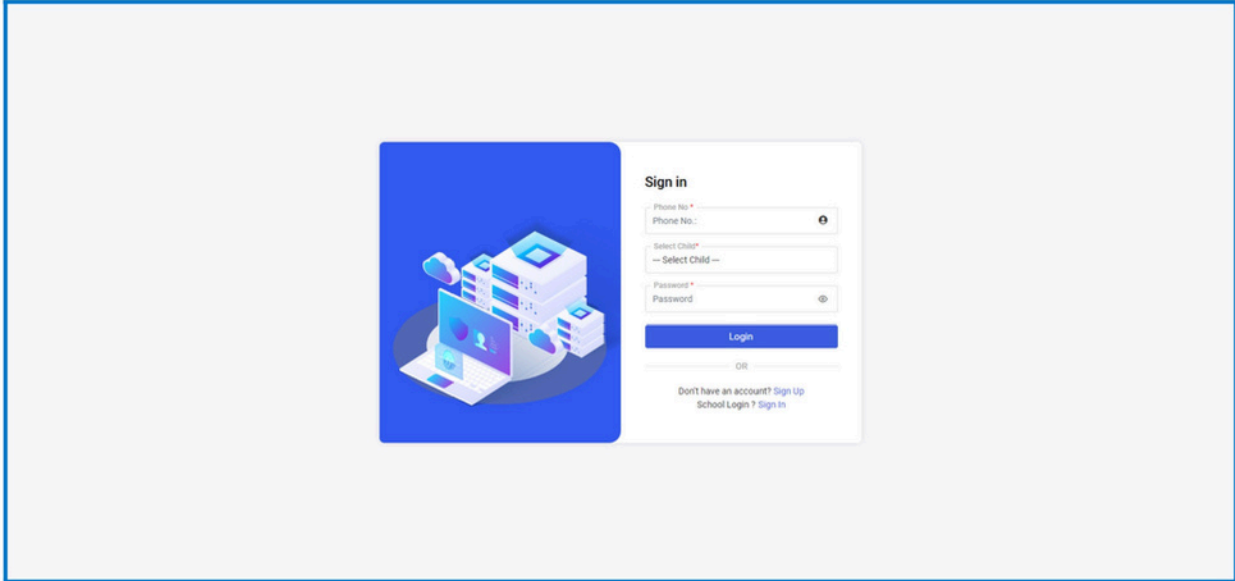 Sign in
Phone No *
Phone No.:
Select Child*
--- Select Child ---
Password *
Password
Login
OR
Don't have an account? Sign Up
School Login ? Sign In